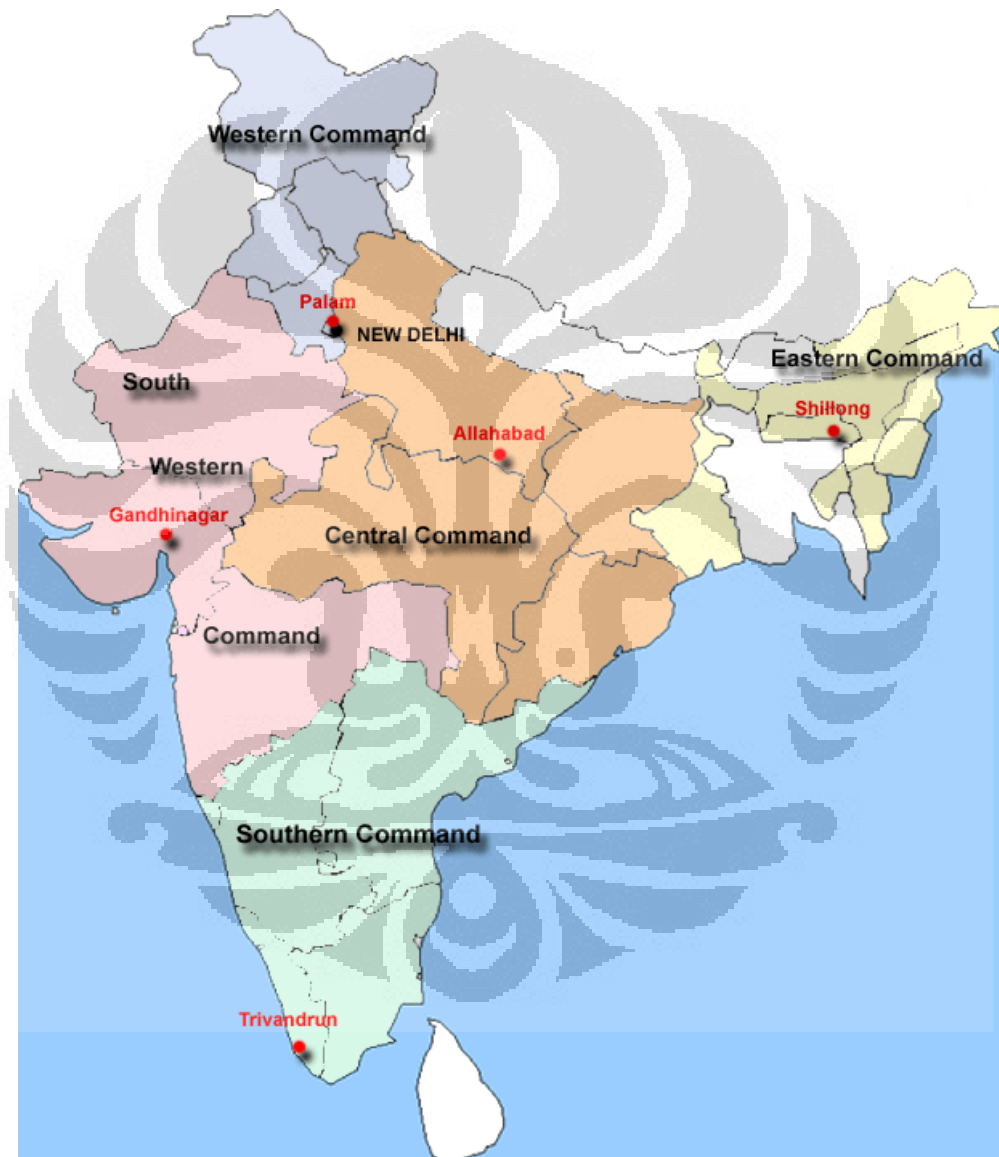 Western Command
Palam
NEW DELHI
Eastern Command
South
Shillong
Allahabad
Western
Gandhinagar
Central Command
Command
Southern Command
Trivandrun